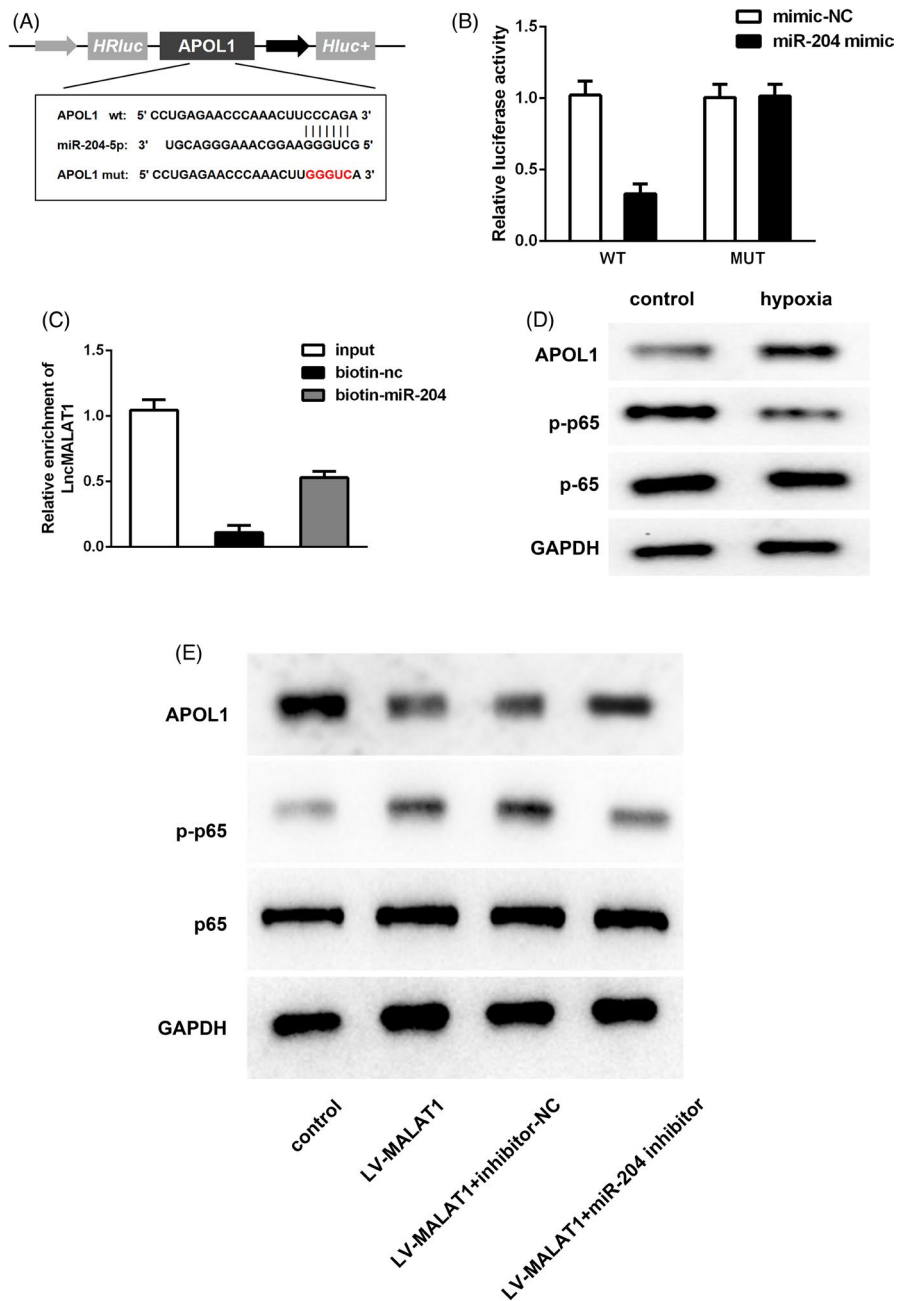 (A)
HRluc APOL1 Hluc+
APOL1 wt: 5' CCUGAGAACCCAAACUUCCCAGA 3'
miR-204-5p: 3' UGCAGGGAAACGGAAGGGUCG 5'
APOL1 mut: 5' CCUGAGAACCCAAACUUGGGUCA 3'
(B)
mimic-NC
miR-204 mimic
Relative luciferase activity
1.5
1.0
0.5
0.0
WT MUT
(C)
input
biotin-nc
biotin-miR-204
Relative enrichment of
LncMALAT1
1.5
1.0
0.5
0.0
(D)
control hypoxia
APOL1
p-p65
p-65
GAPDH
(E)
APOL1
p-p65
p65
GAPDH
control
LV-MALAT1
LV-MALAT1+inhibitor-NC
LV-MALAT1+miR-204 inhibitor